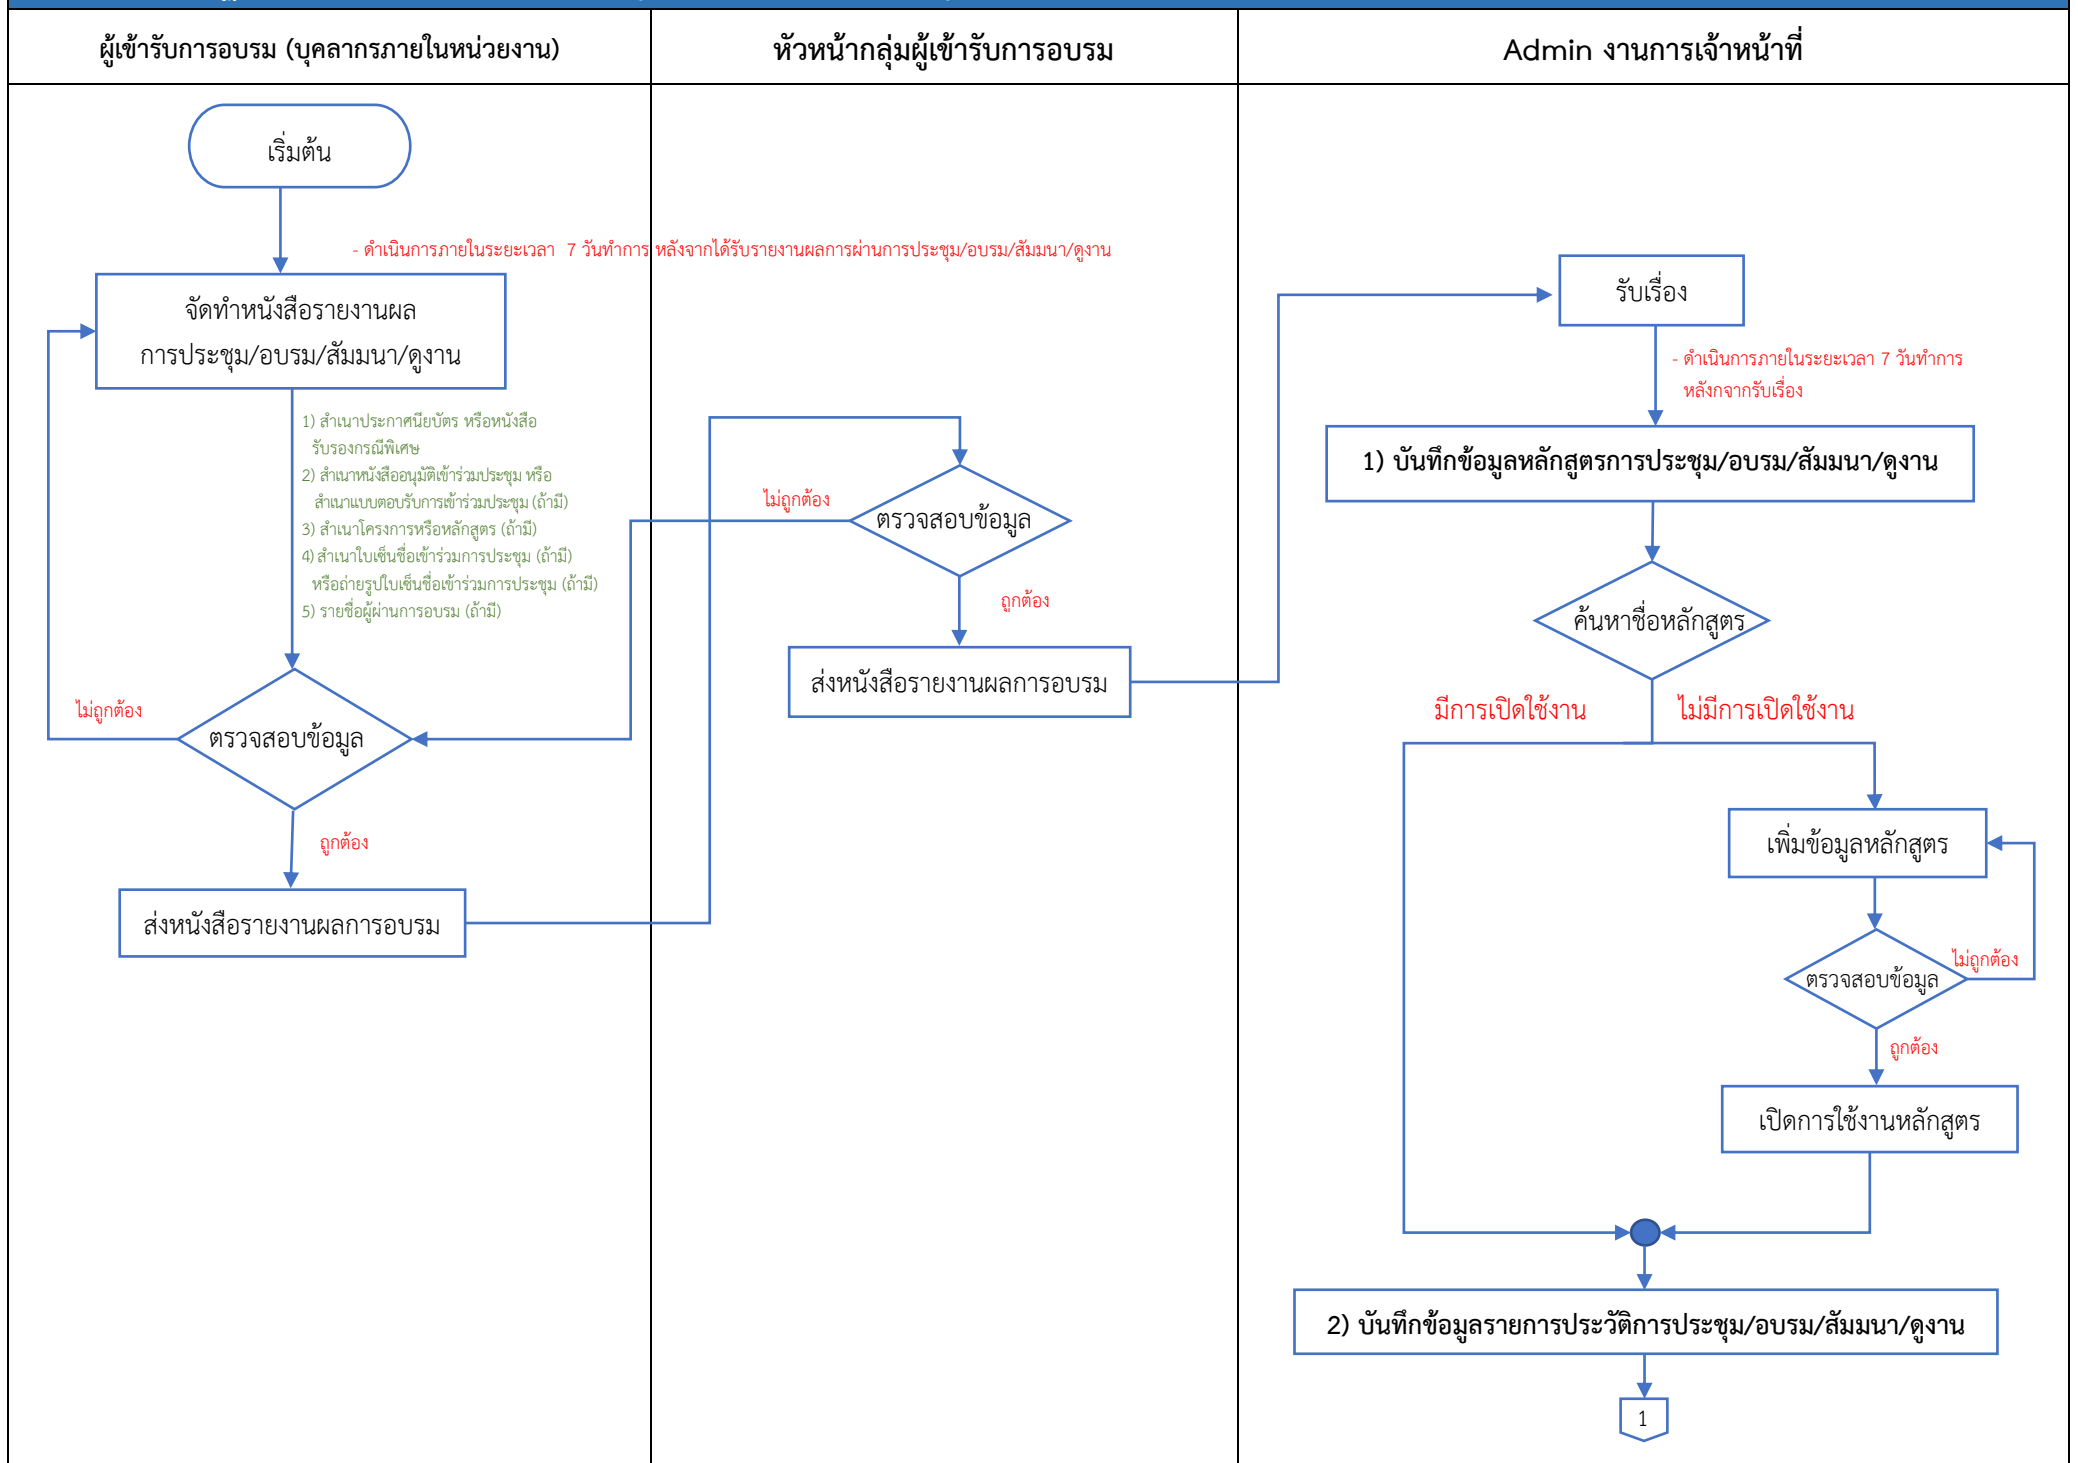 ผู้เข้ารับการอบรม (บุคลากรภายในหน่วยงาน)
หัวหน้ากลุ่มผู้เข้ารับการอบรม
Admin งานการเจ้าหน้าที่
เริ่มต้น
- ดำเนินการภายในระยะเวลา 7 วันทำการ หลังจากได้รับรายงานผลการผ่านการประชุม/อบรม/สัมมนา/ดูงาน
จัดทำหนังสือรายงานผล
การประชุม/อบรม/สัมมนา/ดูงาน
1) สำเนาประกาศนียบัตร หรือหนังสือ
รับรองกรณีพิเศษ
2) สำเนาหนังสืออนุมัติเข้าร่วมประชุม หรือ
สำเนาแบบตอบรับการเข้าร่วมประชุม (ถ้ามี)
3) สำเนาโครงการหรือหลักสูตร (ถ้ามี)
4) สำเนาใบเซ็นชื่อเข้าร่วมการประชุม (ถ้ามี)
หรือถ่ายรูปใบเซ็นชื่อเข้าร่วมการประชุม (ถ้ามี)
5) รายชื่อผู้ผ่านการอบรม (ถ้ามี)
ไม่ถูกต้อง
ตรวจสอบข้อมูล
ถูกต้อง
ส่งหนังสือรายงานผลการอบรม
ไม่ถูกต้อง
ตรวจสอบข้อมูล
ถูกต้อง
ส่งหนังสือรายงานผลการอบรม
รับเรื่อง
- ดำเนินการภายในระยะเวลา 7 วันทำการ
หลังกจากรับเรื่อง
1) บันทึกข้อมูลหลักสูตรการประชุม/อบรม/สัมมนา/ดูงาน
ค้นหาชื่อหลักสูตร
มีการเปิดใช้งาน
ไม่มีการเปิดใช้งาน
เพิ่มข้อมูลหลักสูตร
ไม่ถูกต้อง
ตรวจสอบข้อมูล
ถูกต้อง
เปิดการใช้งานหลักสูตร
2) บันทึกข้อมูลรายการประวัติการประชุม/อบรม/สัมมนา/ดูงาน
1